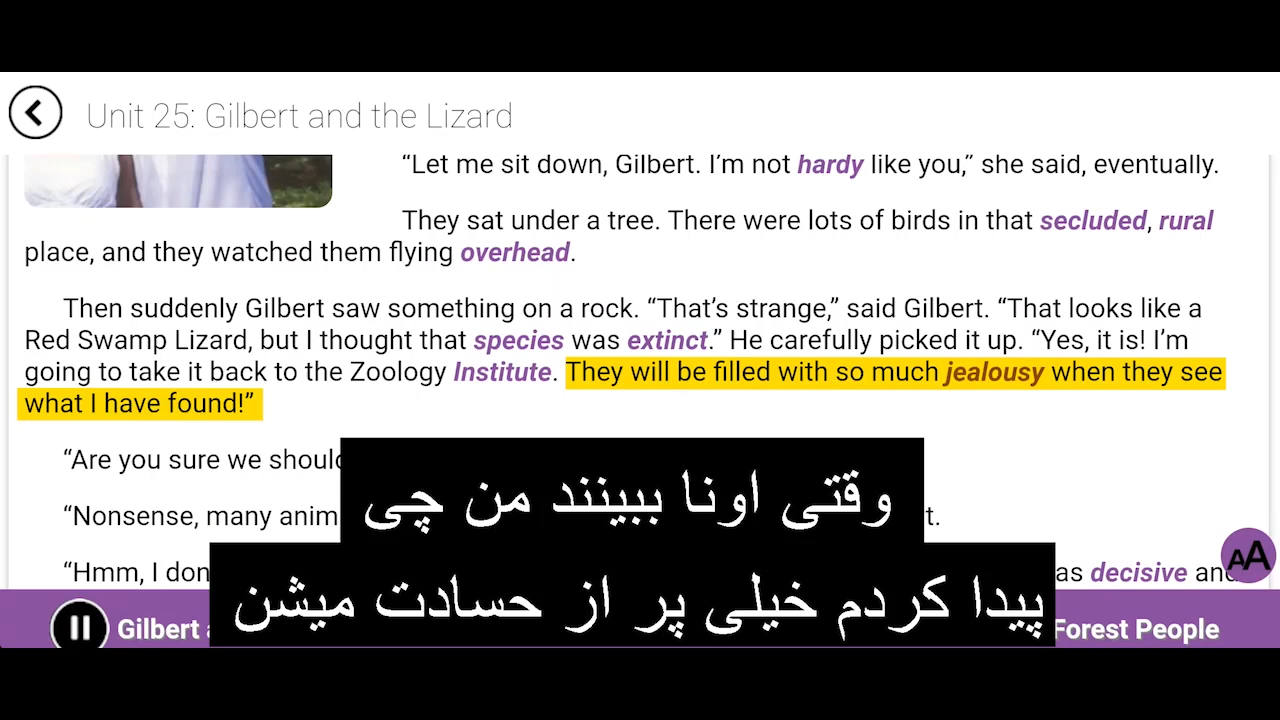 Unit 25: Gilbert and the Lizard
“Let me sit down, Gilbert. I’m not hardy like you,” she said, eventually.
They sat under a tree. There were lots of birds in that secluded, rural
place, and they watched them flying overhead.
Then suddenly Gilbert saw something on a rock. “That’s strange,” said Gilbert. “That looks like a
Red Swamp Lizard, but I thought that species was extinct.” He carefully picked it up. “Yes, it is! I’m
going to take it back to the Zoology Institute. They will be filled with so much jealousy when they see
what I have found!”
“Are you sure we should
“Nonsense, many anim t.
“Hmm, I don as decisive and
وقتی اونا ببینند من چی
پیدا کردم خیلی پر از حسادت میشن
Gilbert Forest People
AA